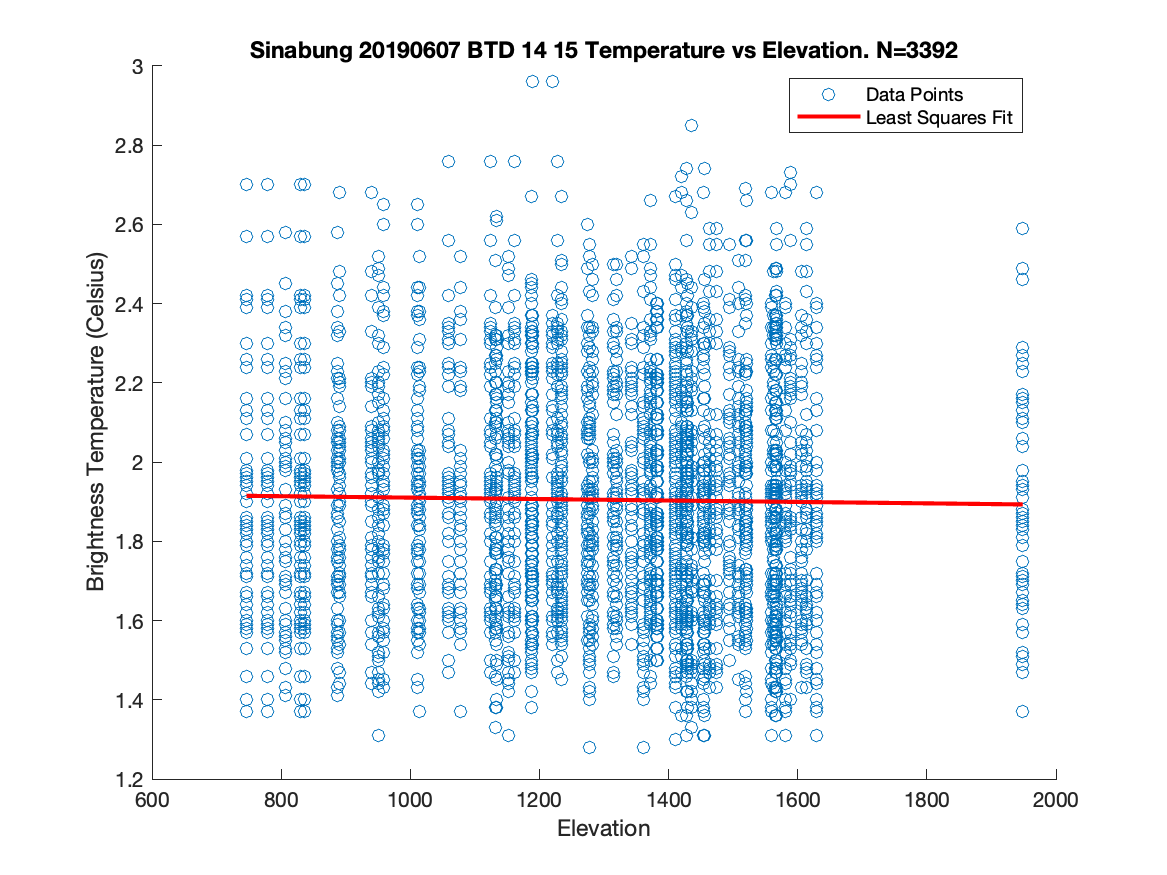 Sinabung 20190607 BTD 14 15 Temperature vs Elevation. N=3392
Data Points
Least Squares Fit
Brightness Temperature (Celsius)
3
2.8
2.6
2.4
2.2
2
1.8
1.6
1.4
1.2
600 800 1000 1200 1400 1600 1800 2000
Elevation